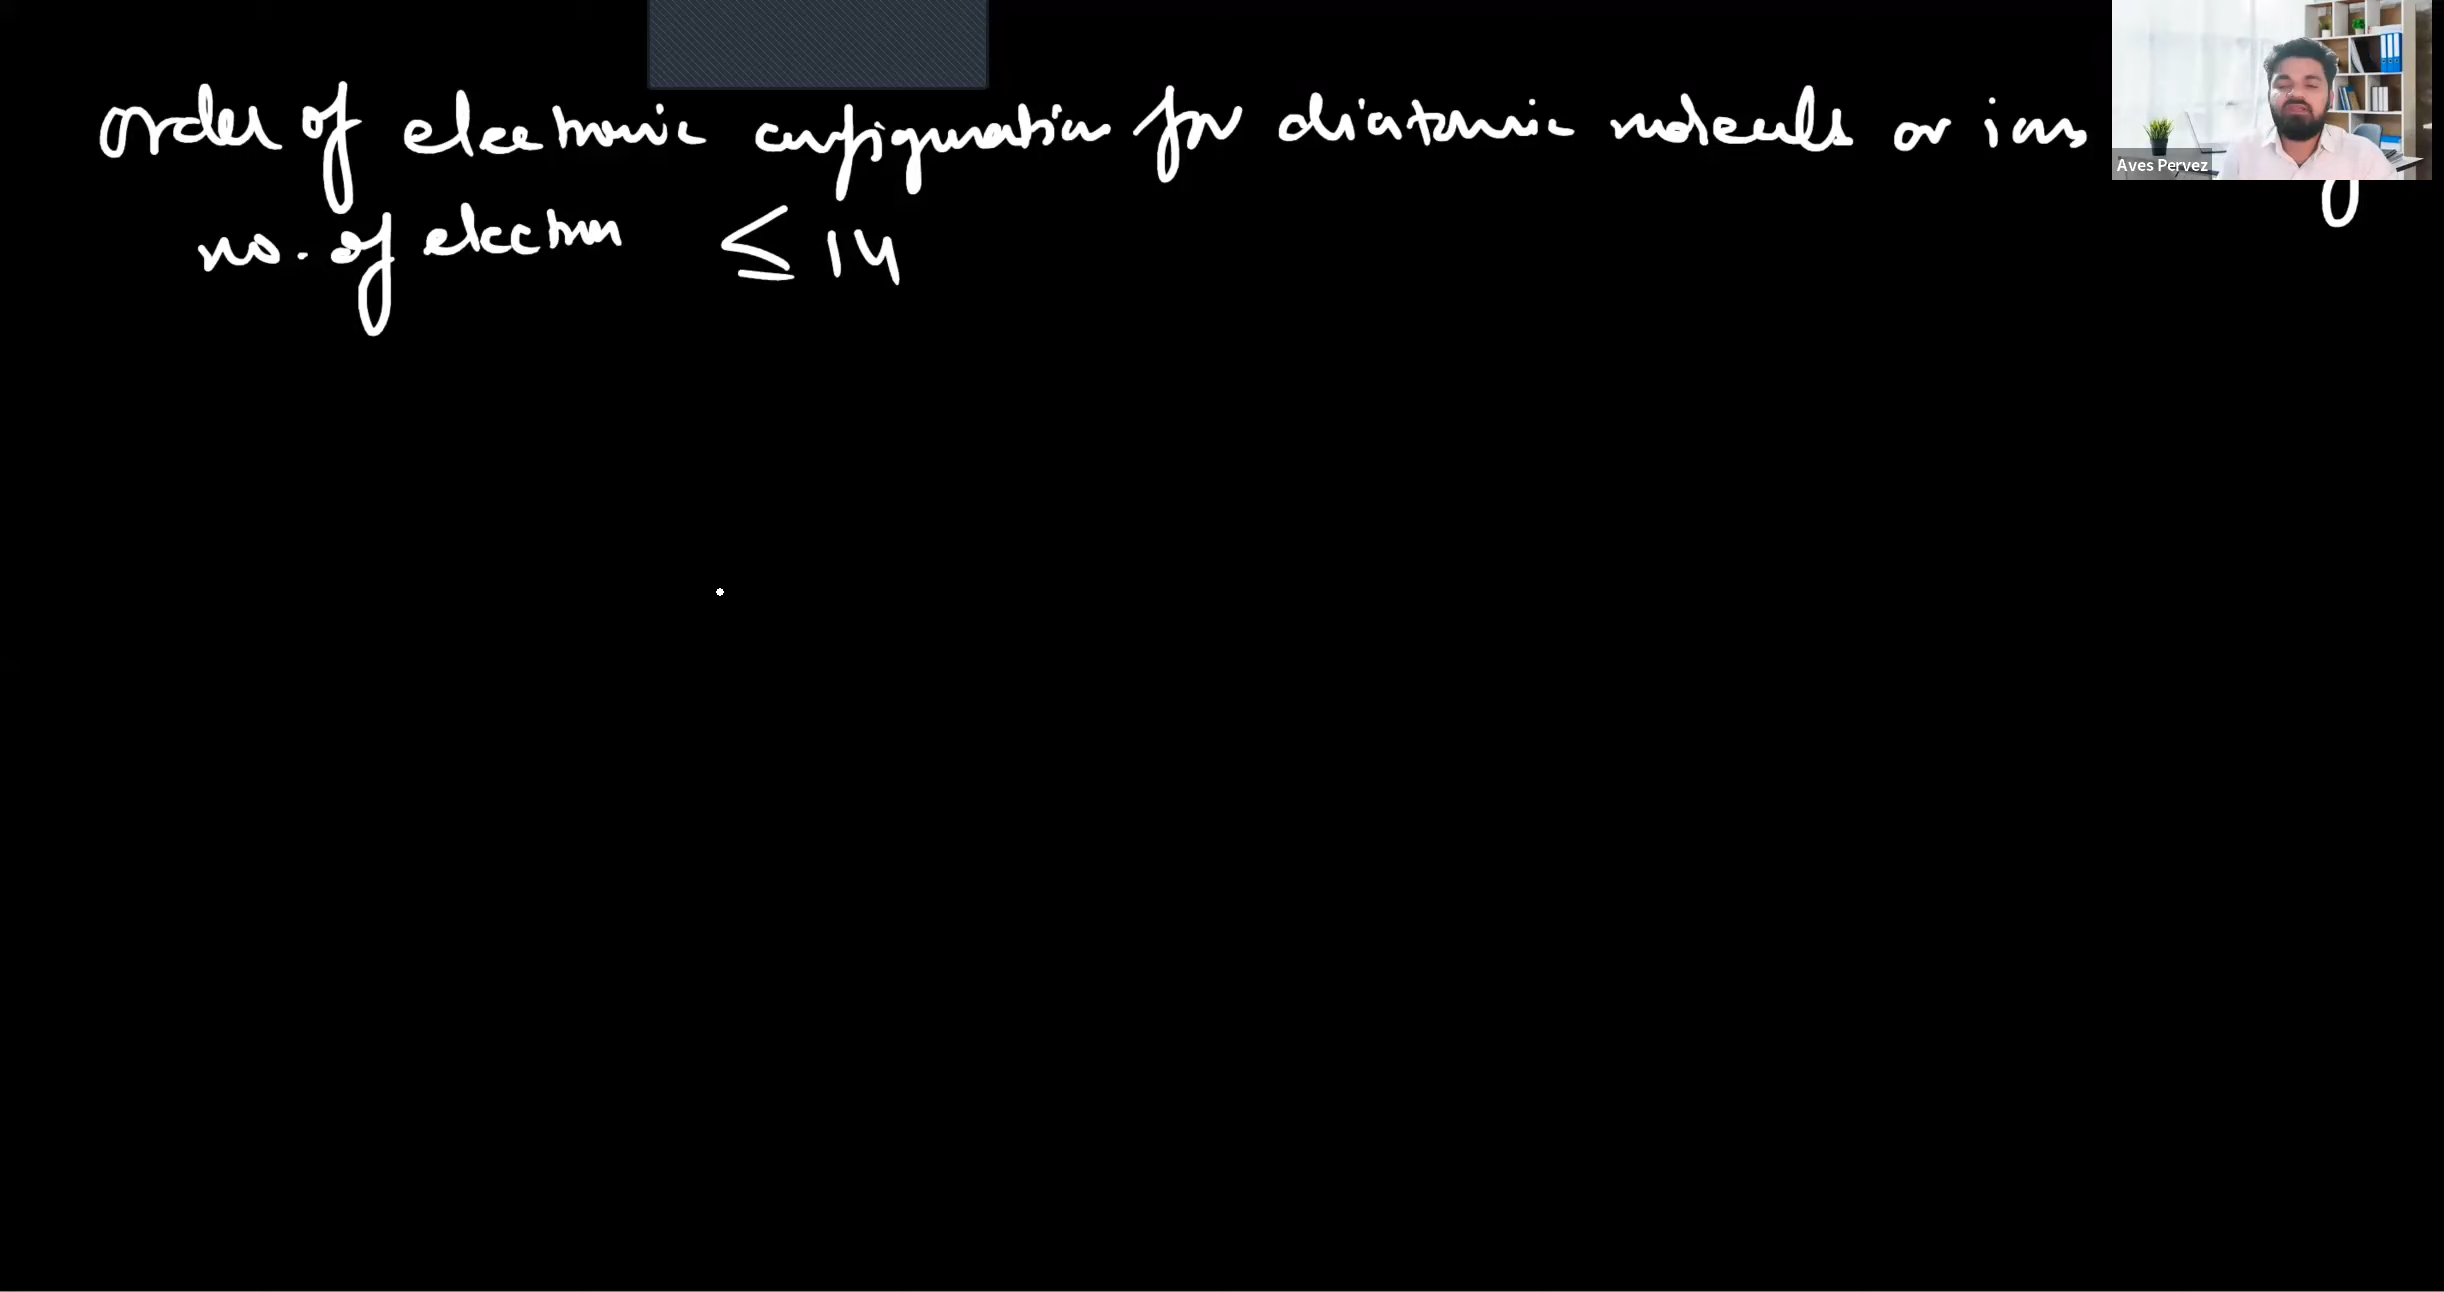 order of electronic configuration for diatomic molecule or ions
no. of electron ≤ 14
Aves Pervez